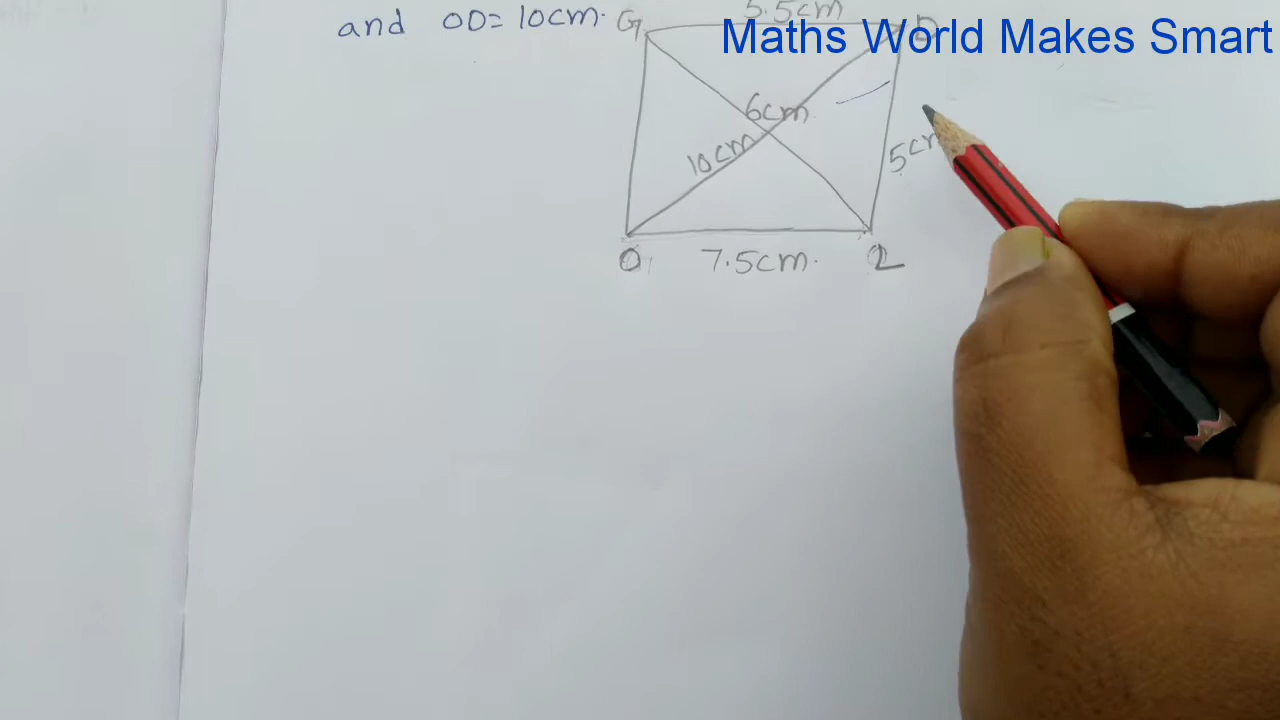 and OD= 10cm. G 5.5cm D
Maths World Makes Smart
6cm
10cm
5cm
O 7.5cm. L